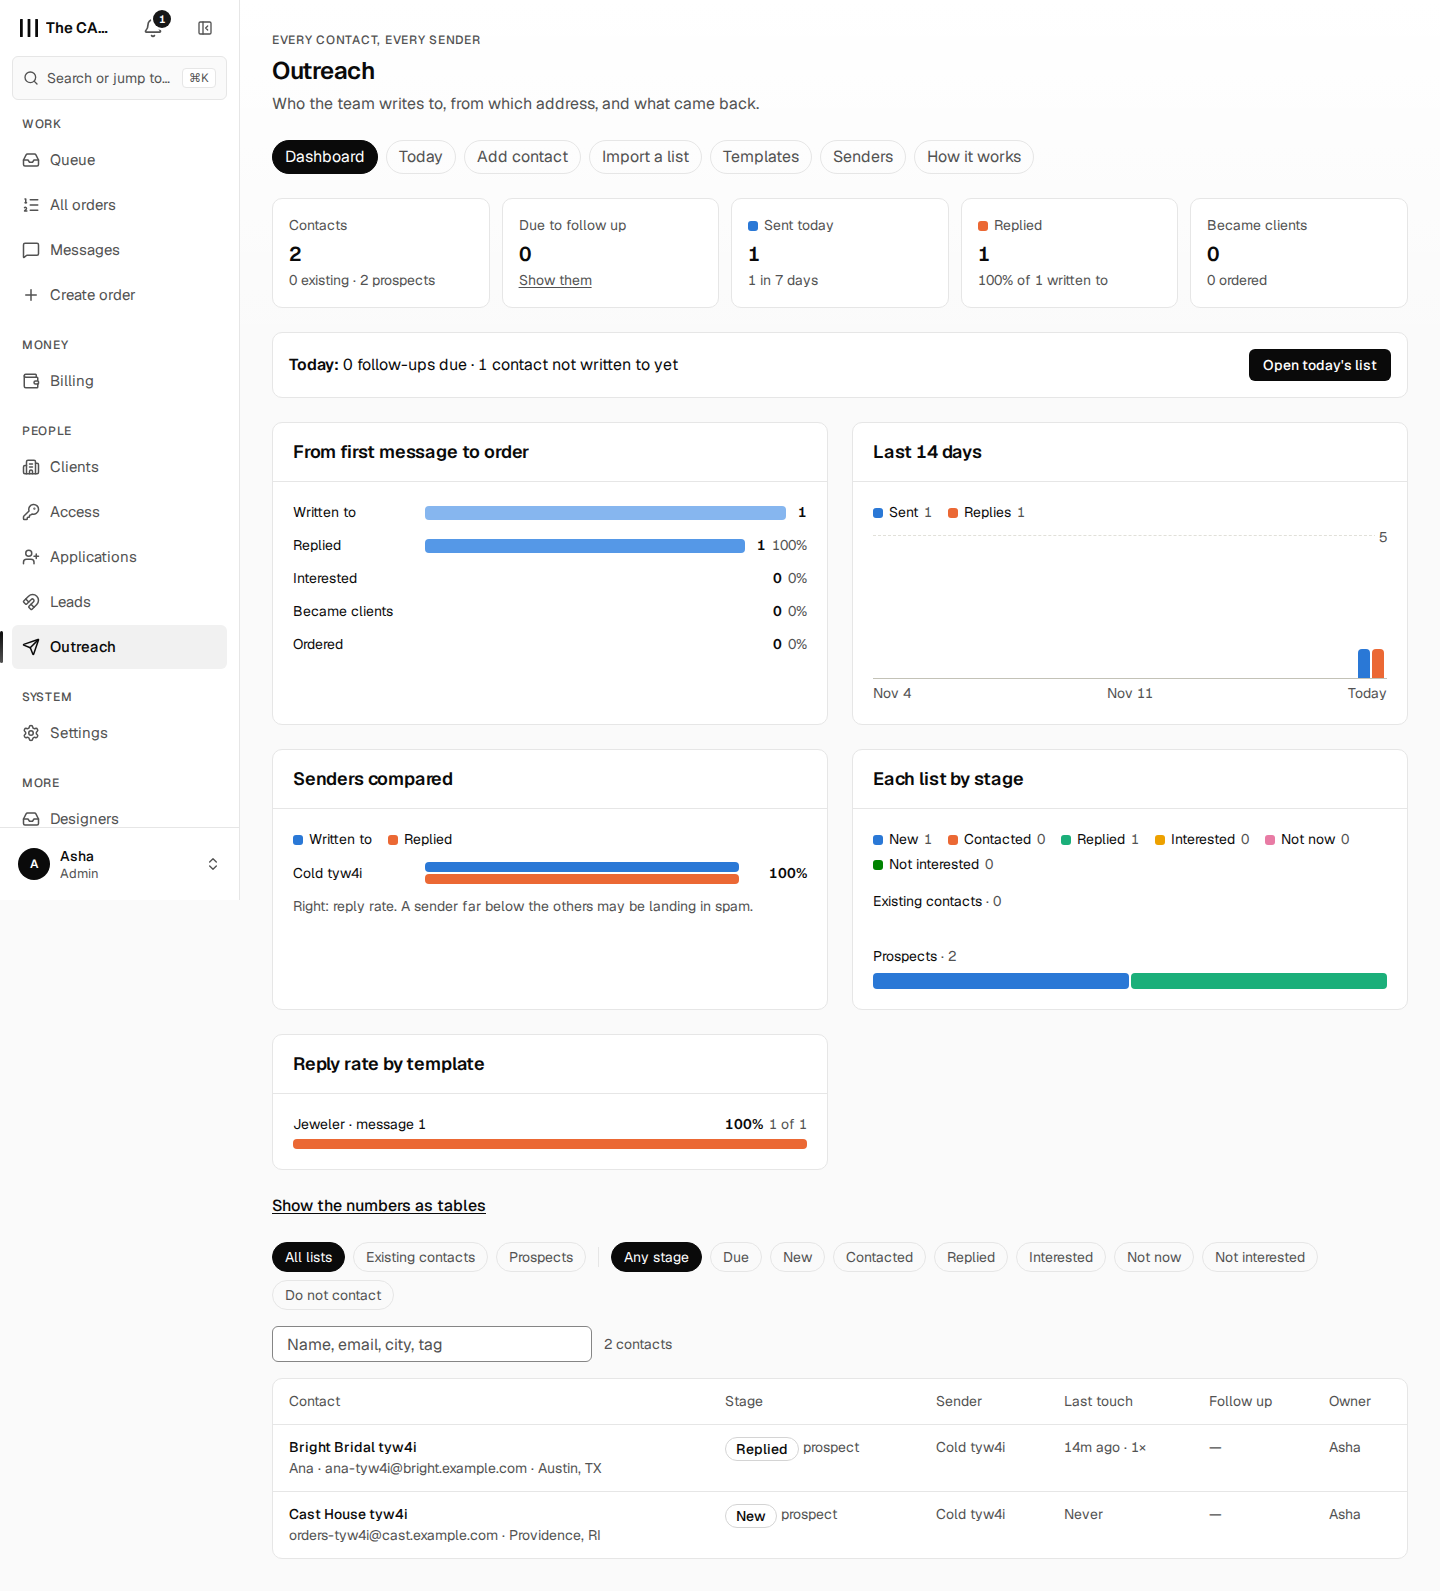 The CA...
1
Search or jump to...
⌘K
WORK
Queue
All orders
Messages
Create order
MONEY
Billing
PEOPLE
Clients
Access
Applications
Leads
Outreach
SYSTEM
Settings
MORE
Designers
A
Asha
Admin
EVERY CONTACT, EVERY SENDER
Outreach
Who the team writes to, from which address, and what came back.
Dashboard Today Add contact Import a list Templates Senders How it works
Contacts
2
0 existing · 2 prospects
Due to follow up
0
Show them
Sent today
1
1 in 7 days
Replied
1
100% of 1 written to
Became clients
0
0 ordered
Today: 0 follow-ups due · 1 contact not written to yet
Open today's list
From first message to order
Written to 1
Replied 1 100%
Interested 0 0%
Became clients 0 0%
Ordered 0 0%
Last 14 days
Sent 1 Replies 1
5
Nov 4 Nov 11 Today
Senders compared
Written to Replied
Cold tyw4i 100%
Right: reply rate. A sender far below the others may be landing in spam.
Each list by stage
New 1 Contacted 0 Replied 1 Interested 0 Not now 0
Not interested 0
Existing contacts · 0
Prospects · 2
Reply rate by template
Jeweler · message 1 100% 1 of 1
Show the numbers as tables
All lists Existing contacts Prospects Any stage Due New Contacted Replied Interested Not now Not interested
Do not contact
Name, email, city, tag 2 contacts
Contact Stage Sender Last touch Follow up Owner
Bright Bridal tyw4i Replied prospect Cold tyw4i 14m ago · 1× — Asha
Ana · ana-tyw4i@bright.example.com · Austin, TX
Cast House tyw4i New prospect Cold tyw4i Never — Asha
orders-tyw4i@cast.example.com · Providence, RI